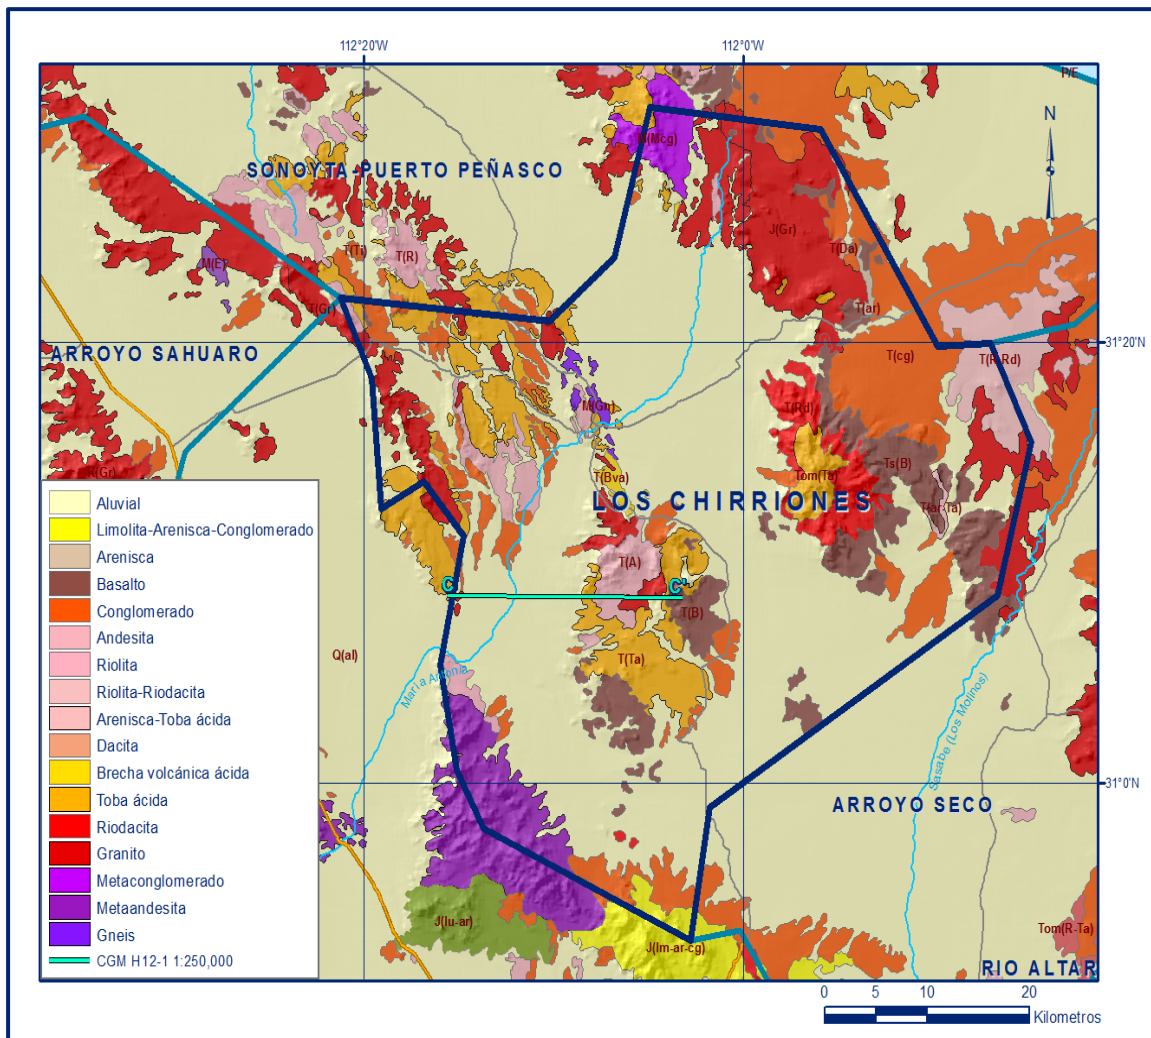 112°20'W
112°0'W
P/E
N
M(Mcg)
SONOYTA-PUERTO PEÑASCO
J(Gr)
T(Ti)
T(R)
T(Da)
M(E)
T(Gr)
T(ar)
31°20'N
ARROYO SAHUARO
T(cg)
T(R-Rd)
M(Gn)
T(Rd)
K(Gr)
T(Bva)
Tom(Ta)
Ts(B)
LOS CHIRRIONES
T(ar-Ta)
T(A)
C
C'
T(B)
Q(al)
T(Ta)
María Antonia
Sasabe (Los Molinos)
31°0'N
ARROYO SECO
J(lu-ar)
J(lm-ar-cg)
Tom(R-Ta)
RIO ALTAR
Aluvial
Limolita-Arenisca-Conglomerado
Arenisca
Basalto
Conglomerado
Andesita
Riolita
Riolita-Riodacita
Arenisca-Toba ácida
Dacita
Brecha volcánica ácida
Toba ácida
Riodacita
Granito
Metaconglomerado
Metaandesita
Gneis
CGM H12-1 1:250,000
0 5 10 20
Kilometros